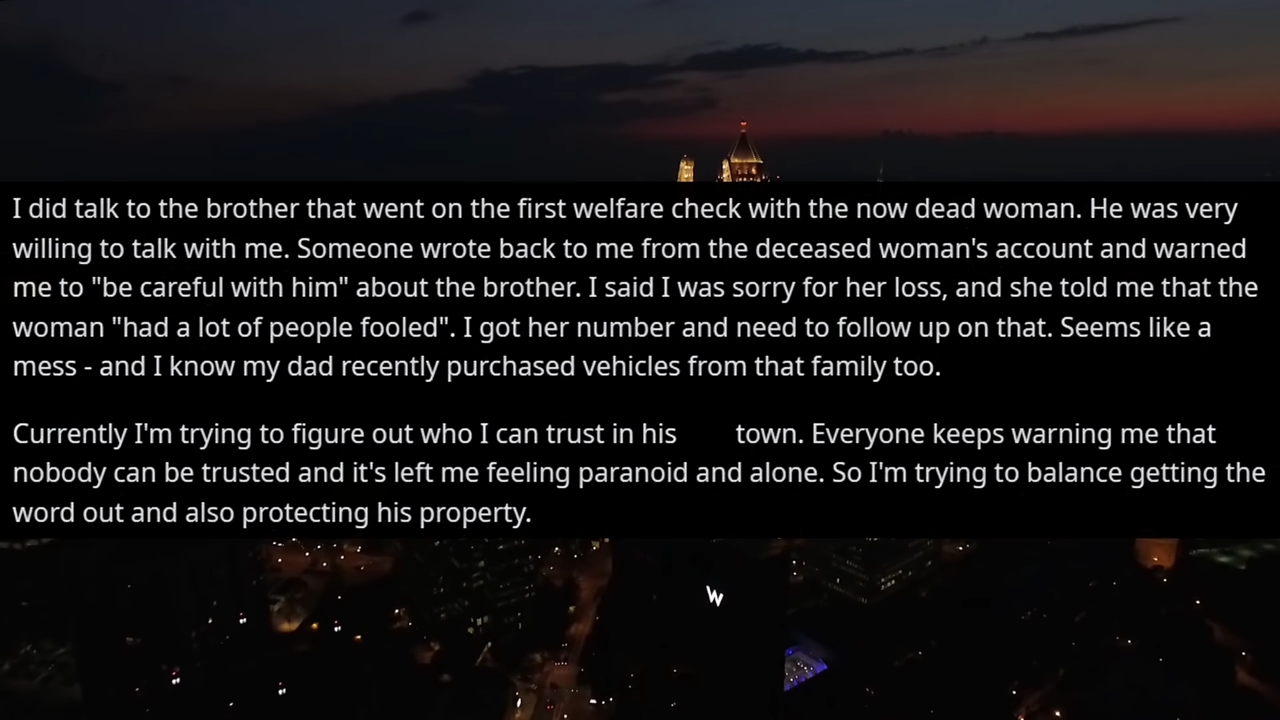 I did talk to the brother that went on the first welfare check with the now dead woman. He was very
willing to talk with me. Someone wrote back to me from the deceased woman's account and warned
me to "be careful with him" about the brother. I said I was sorry for her loss, and she told me that the
woman "had a lot of people fooled". I got her number and need to follow up on that. Seems like a
mess - and I know my dad recently purchased vehicles from that family too.
Currently I'm trying to figure out who I can trust in his town. Everyone keeps warning me that
nobody can be trusted and it's left me feeling paranoid and alone. So I'm trying to balance getting the
word out and also protecting his property.
W